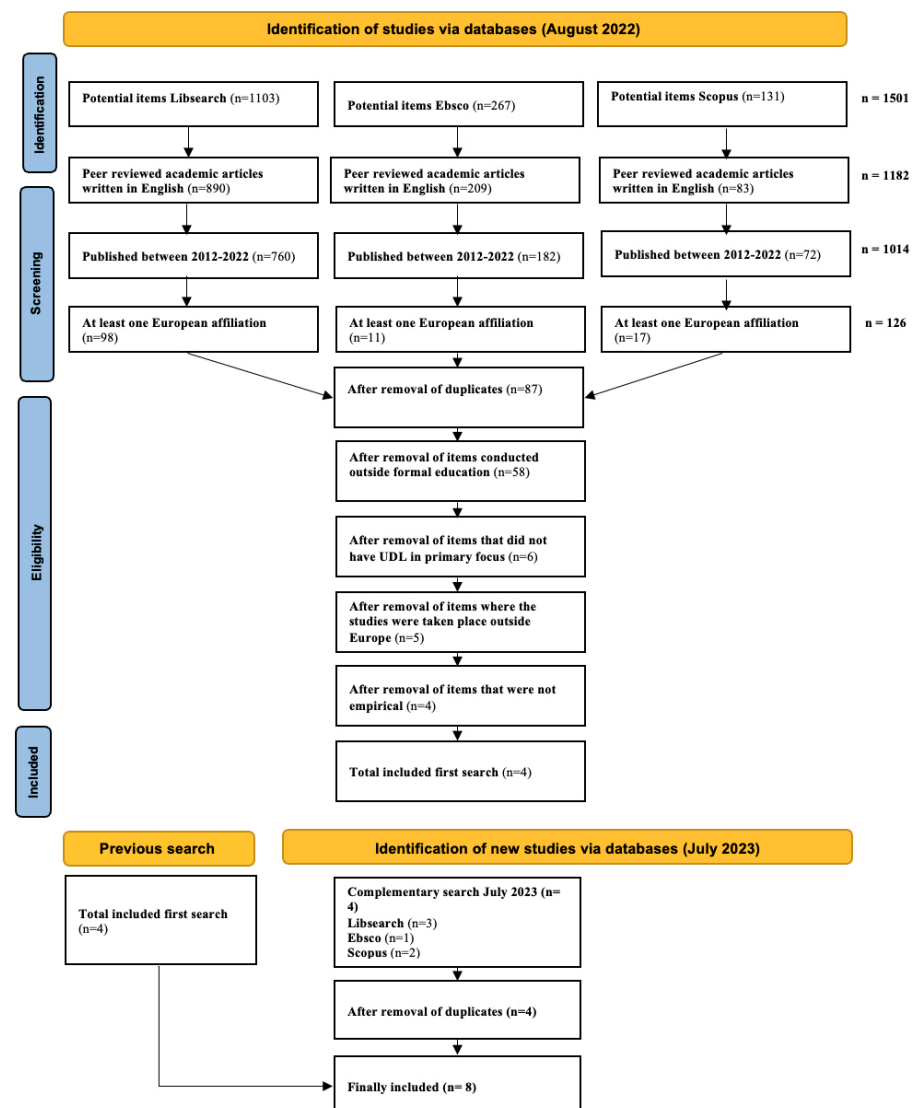 Identification of studies via databases (August 2022)
Identification
Potential items Libsearch (n=1103)
Potential items Ebsco (n=267)
Potential items Scopus (n=131)
n = 1501
Peer reviewed academic articles
written in English (n=890)
Peer reviewed academic articles
written in English (n=209)
Peer reviewed academic articles
written in English (n=83)
n = 1182
Screening
Published between 2012-2022 (n=760)
Published between 2012-2022 (n=182)
Published between 2012-2022 (n=72)
n = 1014
At least one European affiliation
(n=98)
At least one European affiliation
(n=11)
At least one European affiliation
(n=17)
n = 126
After removal of duplicates (n=87)
Eligibility
After removal of items conducted
outside formal education (n=58)
After removal of items that did not
have UDL in primary focus (n=6)
After removal of items where the
studies were taken place outside
Europe (n=5)
After removal of items that were not
empirical (n=4)
Included
Total included first search (n=4)
Previous search
Identification of new studies via databases (July 2023)
Total included first search
(n=4)
Complementary search July 2023 (n=
4)
Libsearch (n=3)
Ebsco (n=1)
Scopus (n=2)
After removal of duplicates (n=4)
Finally included (n= 8)